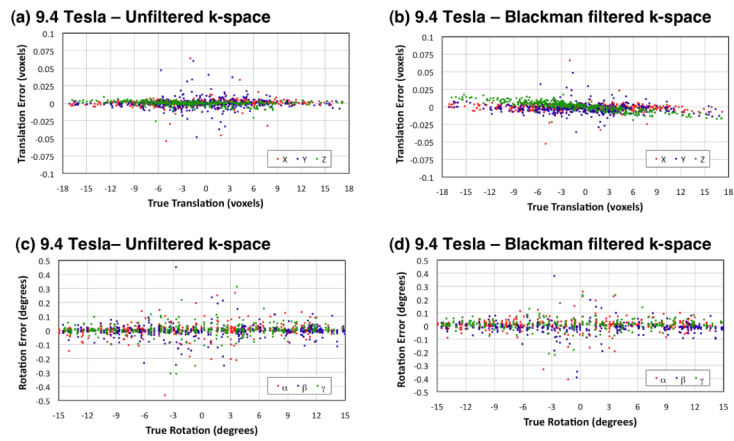 (a) 9.4 Tesla – Unfiltered k-space
Translation Error (voxels)
0.1
0.075
0.05
0.025
0
-0.025
-0.05
-0.075
-0.1
X Y Z
-18 -15 -12 -9 -6 -3 0 3 6 9 12 15 18
True Translation (voxels)
(b) 9.4 Tesla – Blackman filtered k-space
Translation Error (voxels)
0.1
0.075
0.05
0.025
0
-0.025
-0.05
-0.075
-0.1
X Y Z
-18 -15 -12 -9 -6 -3 0 3 6 9 12 15 18
True Translation (voxels)
(c) 9.4 Tesla– Unfiltered k-space
Rotation Error (degrees)
0.5
0.4
0.3
0.2
0.1
0
-0.1
-0.2
-0.3
-0.4
-0.5
α β γ
-15 -12 -9 -6 -3 0 3 6 9 12 15
True Rotation (degrees)
(d) 9.4 Tesla – Blackman filtered k-space
Rotation Error (degrees)
0.5
0.4
0.3
0.2
0.1
0
-0.1
-0.2
-0.3
-0.4
-0.5
α β γ
-15 -12 -9 -6 -3 0 3 6 9 12 15
True Rotation (degrees)